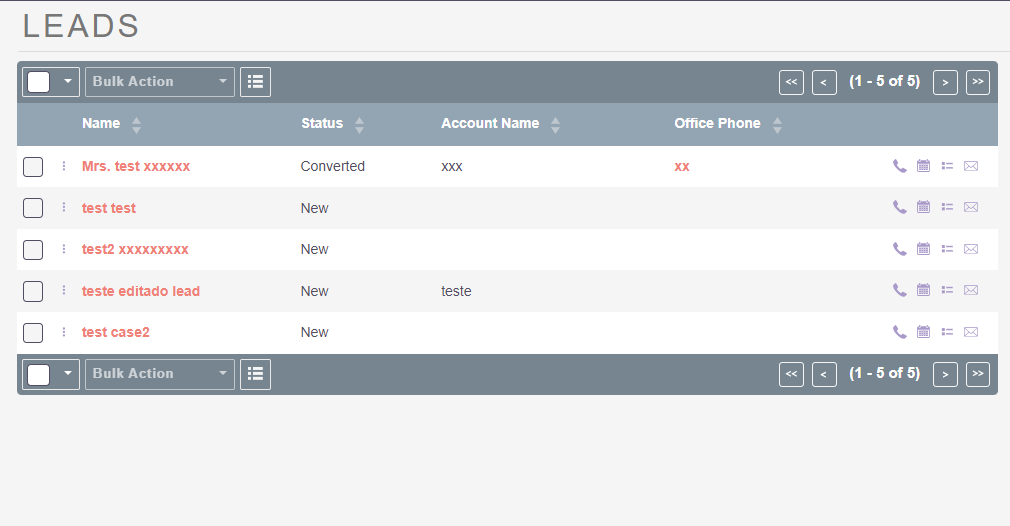 LEADS
Bulk Action << < (1 - 5 of 5) > >>
Name Status Account Name Office Phone
Mrs. test xxxxxx Converted xxx xx
test test New
test2 xxxxxxxxx New
teste editado lead New teste
test case2 New
Bulk Action << < (1 - 5 of 5) > >>